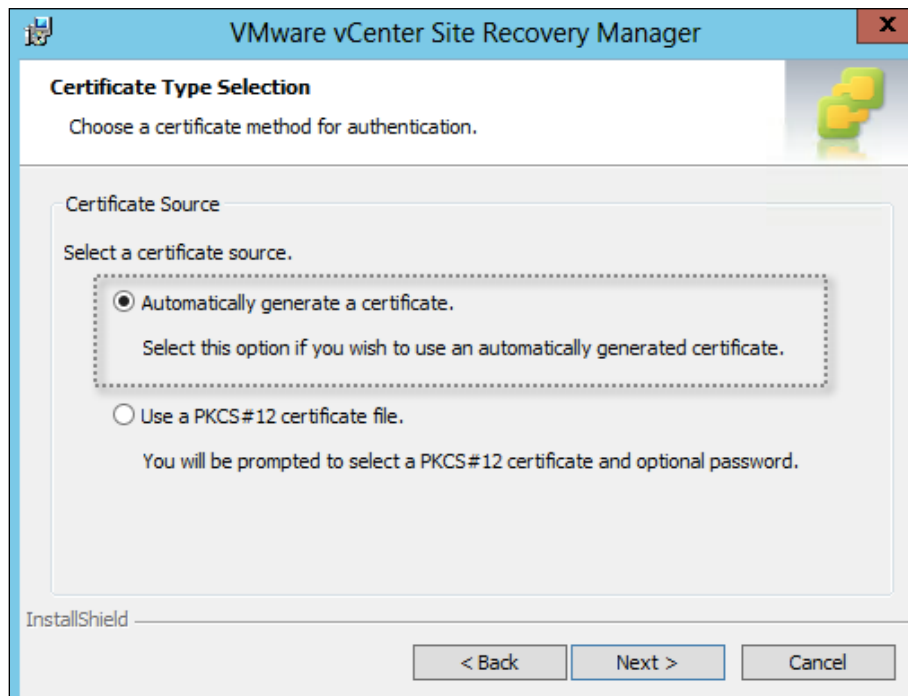 VMware vCenter Site Recovery Manager
x
Certificate Type Selection
Choose a certificate method for authentication.
Certificate Source
Select a certificate source.
Automatically generate a certificate.
Select this option if you wish to use an automatically generated certificate.
Use a PKCS#12 certificate file.
You will be prompted to select a PKCS#12 certificate and optional password.
InstallShield
< Back Next > Cancel